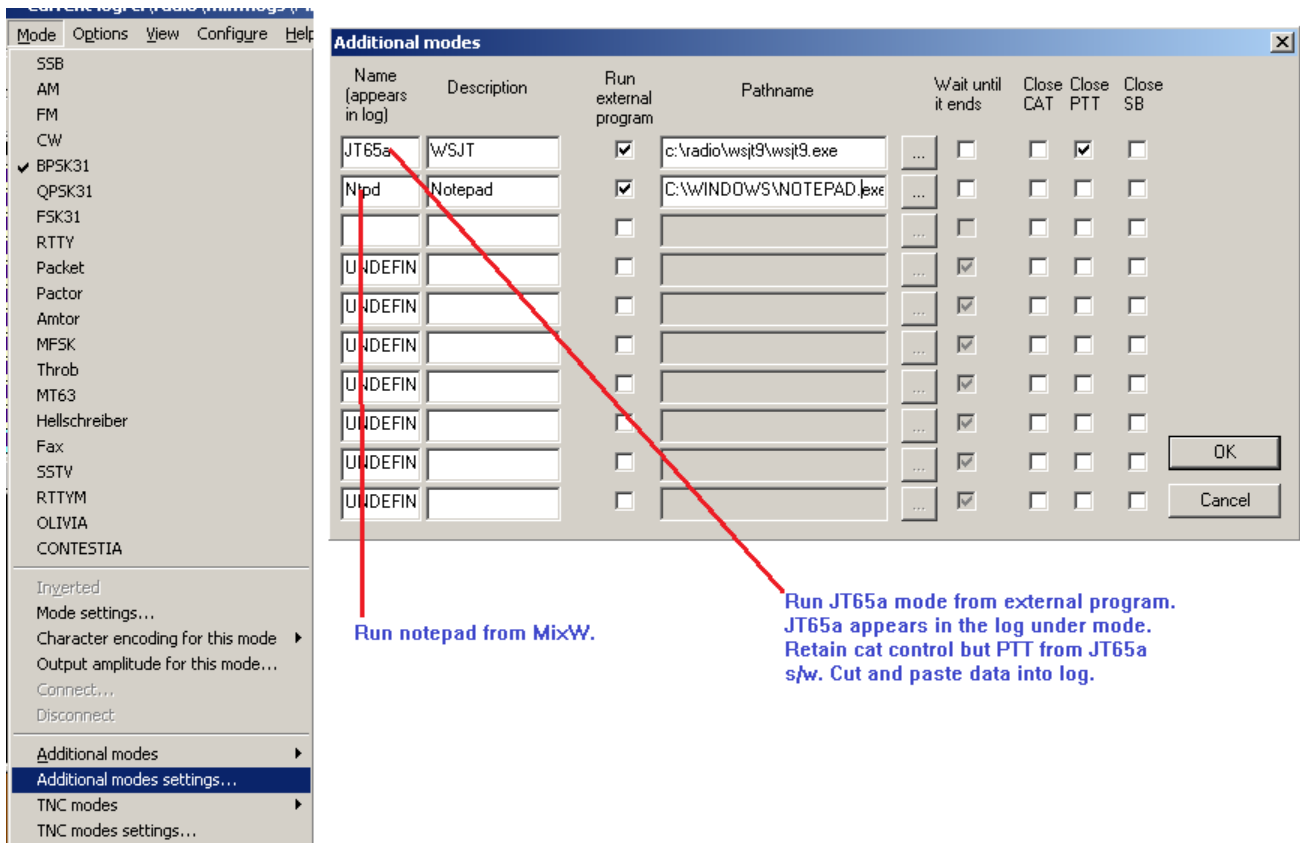 Mode Options View Configure Help
SSB
AM
FM
CW
BPSK31
QPSK31
FSK31
RTTY
Packet
Pactor
Amtor
MFSK
Throb
MT63
Hellschreiber
Fax
SSTV
RTTYM
OLIVIA
CONTESTIA
Inverted
Mode settings...
Character encoding for this mode
Output amplitude for this mode...
Connect...
Disconnect
Additional modes
Additional modes settings...
TNC modes
TNC modes settings...
Additional modes
Name
(appears
in log)
Description
Run
external
program
Pathname
Wait until
it ends
Close
CAT
Close
PTT
Close
SB
JT65a WSJT c:\radio\wsjt9\wsjt9.exe ...
Ntpd Notepad C:\WINDOWS\NOTEPAD.exe ...
...
UNDEFIN ...
UNDEFIN ...
UNDEFIN ...
UNDEFIN ...
UNDEFIN ...
UNDEFIN ...
UNDEFIN ...
OK
Cancel
Run notepad from MixW.
Run JT65a mode from external program.
JT65a appears in the log under mode.
Retain cat control but PTT from JT65a
s/w. Cut and paste data into log.